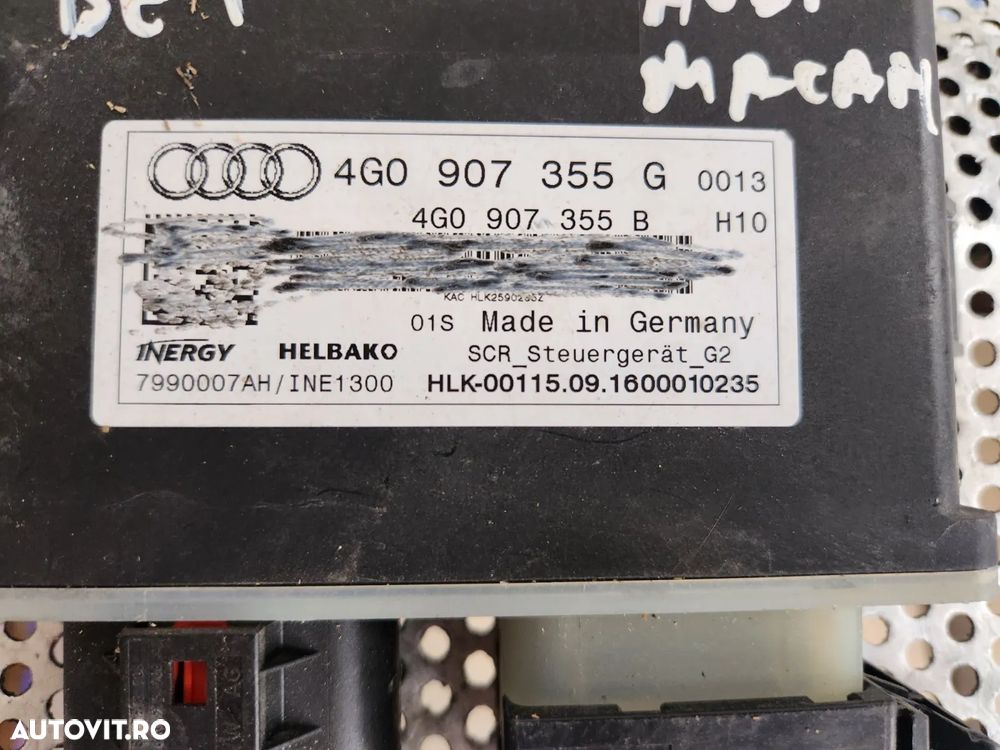 MACAN
4G0 907 355 G 0013
4G0 907 355 B H10
KAC
01S Made in Germany
INERGY HELBAKO SCR_Steuergerät_G2
7990007AH/INE1300 HLK-00115.09.1600010235
AUTOVIT.RO